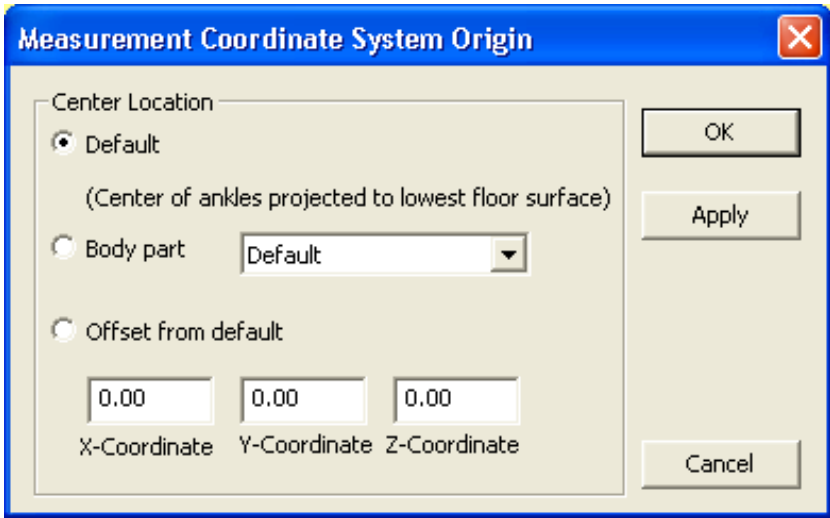 Measurement Coordinate System Origin
Center Location
Default
(Center of ankles projected to lowest floor surface)
Body part
Default
Offset from default
0.00 0.00 0.00
X-Coordinate Y-Coordinate Z-Coordinate
OK
Apply
Cancel